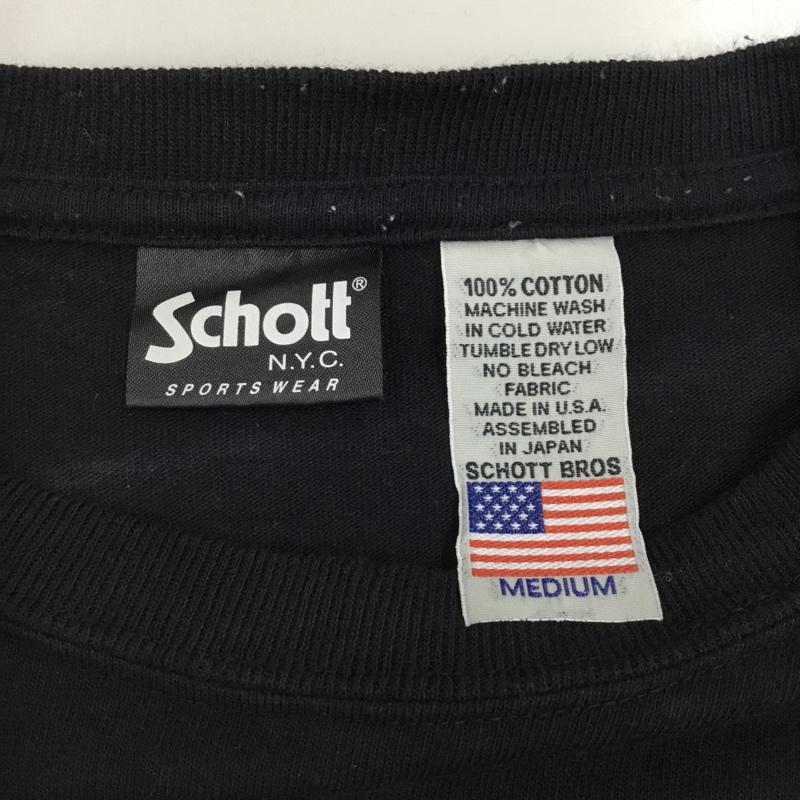 Schott®
N.Y.C.
SPORTS WEAR
100% COTTON
MACHINE WASH
IN COLD WATER
TUMBLE DRY LOW
NO BLEACH
FABRIC
MADE IN U.S.A.
ASSEMBLED
IN JAPAN
SCHOTT BROS
MEDIUM